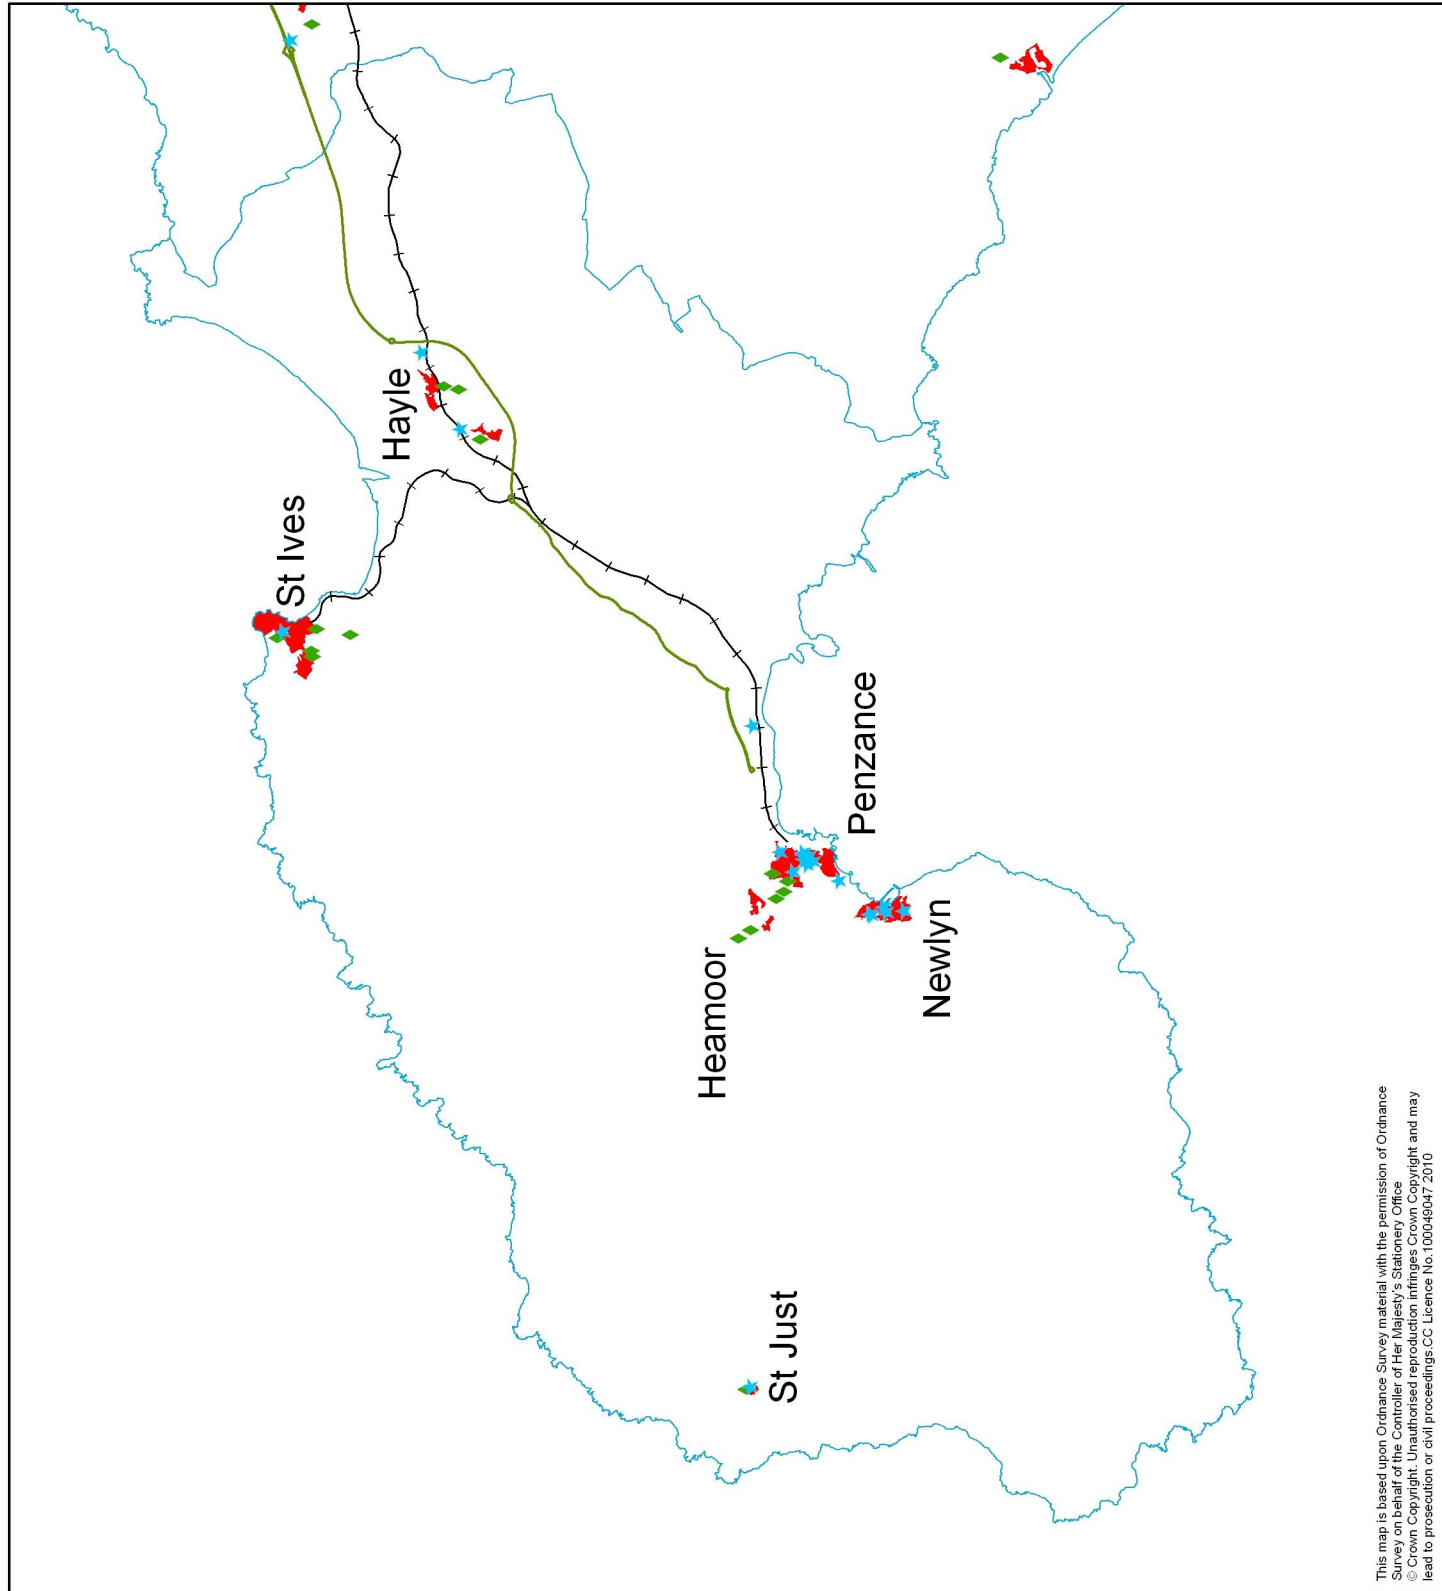 St Ives
Hayle
Penzance
Heamoor
Newlyn
St Just
This map is based upon Ordnance Survey material with the permission of Ordnance
Survey on behalf of the Controller of Her Majesty's Stationery Office
© Crown Copyright. Unauthorised reproduction infringes Crown Copyright and may
lead to prosecution or civil proceedings.CC Licence No.100049047 2010